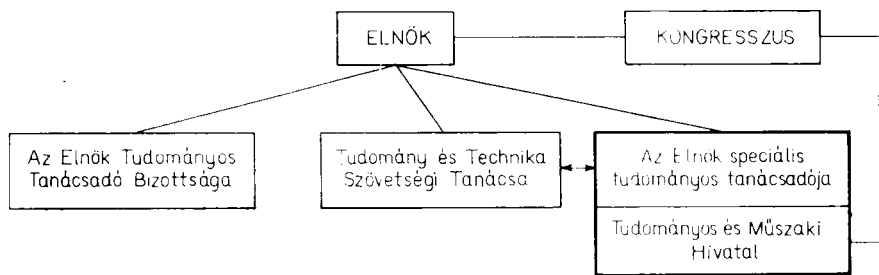 ELNÖK
KONGRESSZUS
Az Elnök Tudományos
Tanácsadó Bizottsága
Tudomány és Technika
Szövetségi Tanácsa
Az Elnök speciális
tudományos tanácsadója
Tudományos és Műszaki
Hivatal